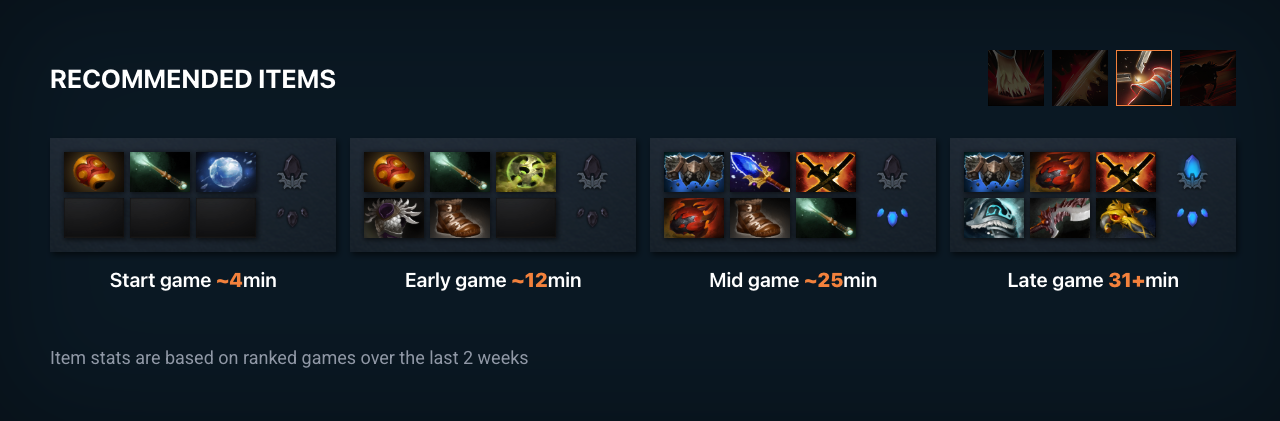 RECOMMENDED ITEMS
Start game ~4min
Early game ~12min
Mid game ~25min
Late game 31+min
Item stats are based on ranked games over the last 2 weeks